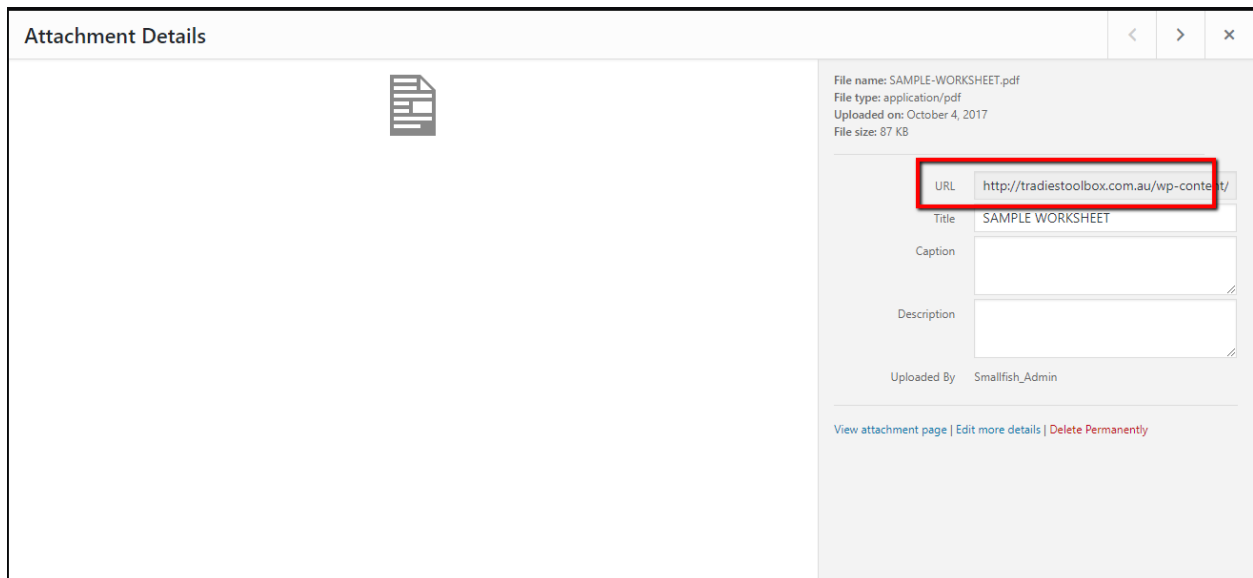 Attachment Details
File name: SAMPLE-WORKSHEET.pdf
File type: application/pdf
Uploaded on: October 4, 2017
File size: 87 KB
URL http://tradiestoolbox.com.au/wp-content/
Title SAMPLE WORKSHEET
Caption
Description
Uploaded By Smallfish_Admin
View attachment page | Edit more details | Delete Permanently